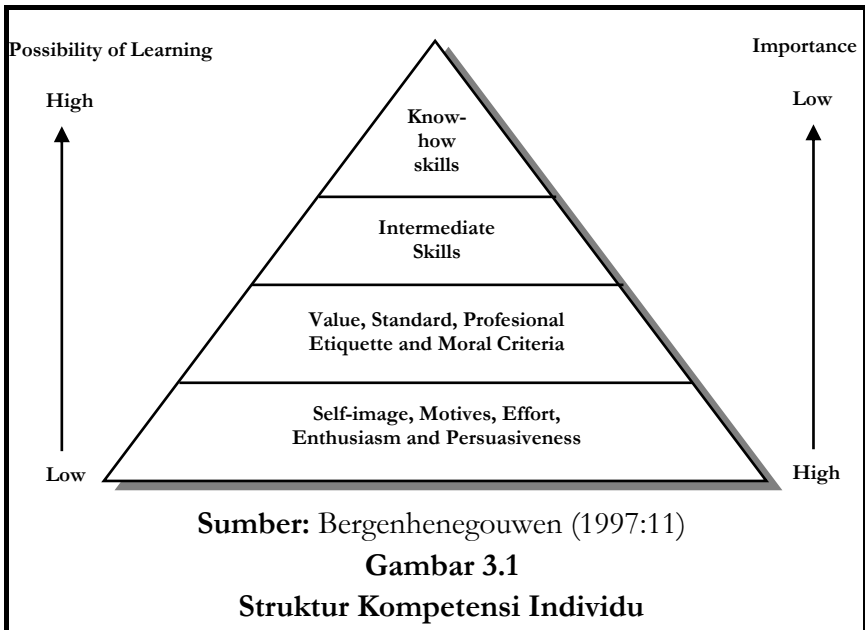 Possibility of Learning
Importance
High
Low
Know-
how
skills
Intermediate
Skills
Value, Standard, Profesional
Etiquette and Moral Criteria
Self-image, Motives, Effort,
Enthusiasm and Persuasiveness
Low
High
Sumber: Bergenhenegouwen (1997:11)
Gambar 3.1
Struktur Kompetensi Individu